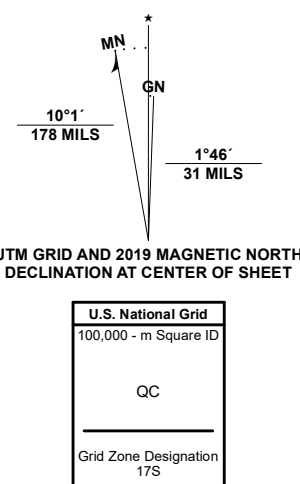 ★
MN
GN
10°1´
178 MILS
1°46´
31 MILS
UTM GRID AND 2019 MAGNETIC NORTH
DECLINATION AT CENTER OF SHEET
U.S. National Grid
100,000 - m Square ID
QC
Grid Zone Designation
17S